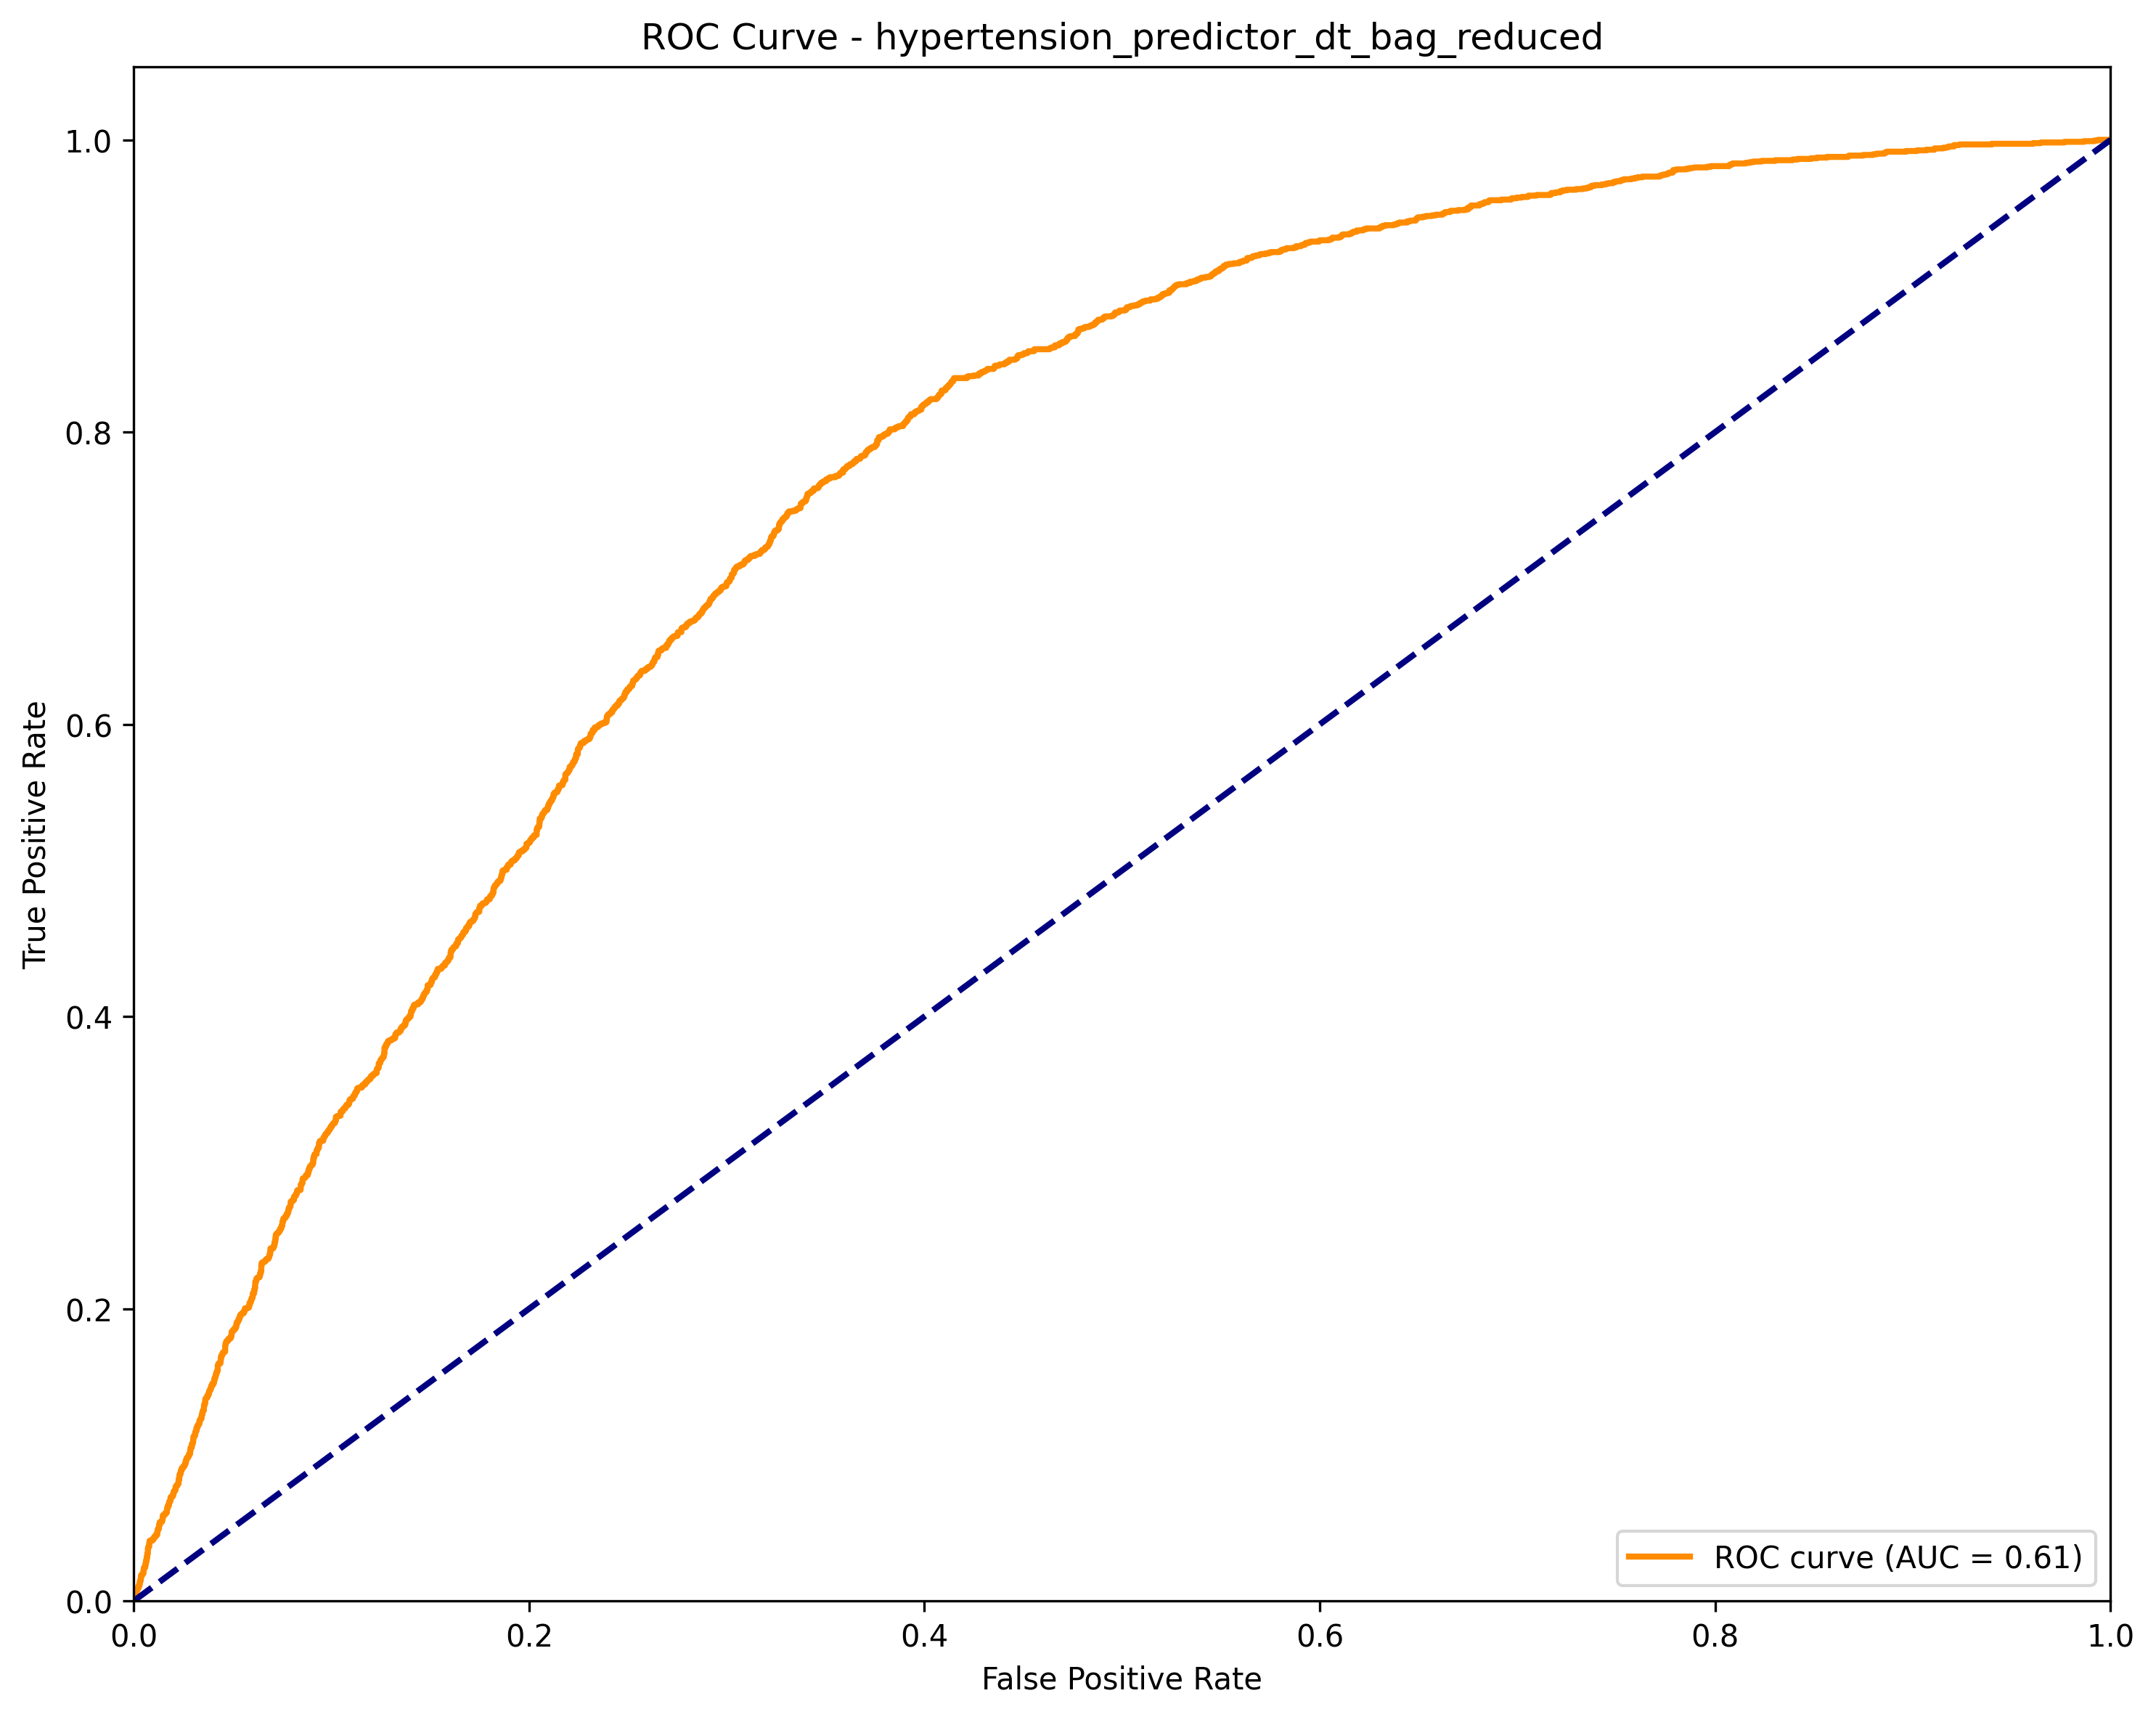 ROC Curve - hypertension_predictor_dt_bag_reduced
1.0
0.8
0.6
0.4
0.2
0.0
True Positive Rate
0.0 0.2 0.4 0.6 0.8 1.0
False Positive Rate
ROC curve (AUC = 0.61)